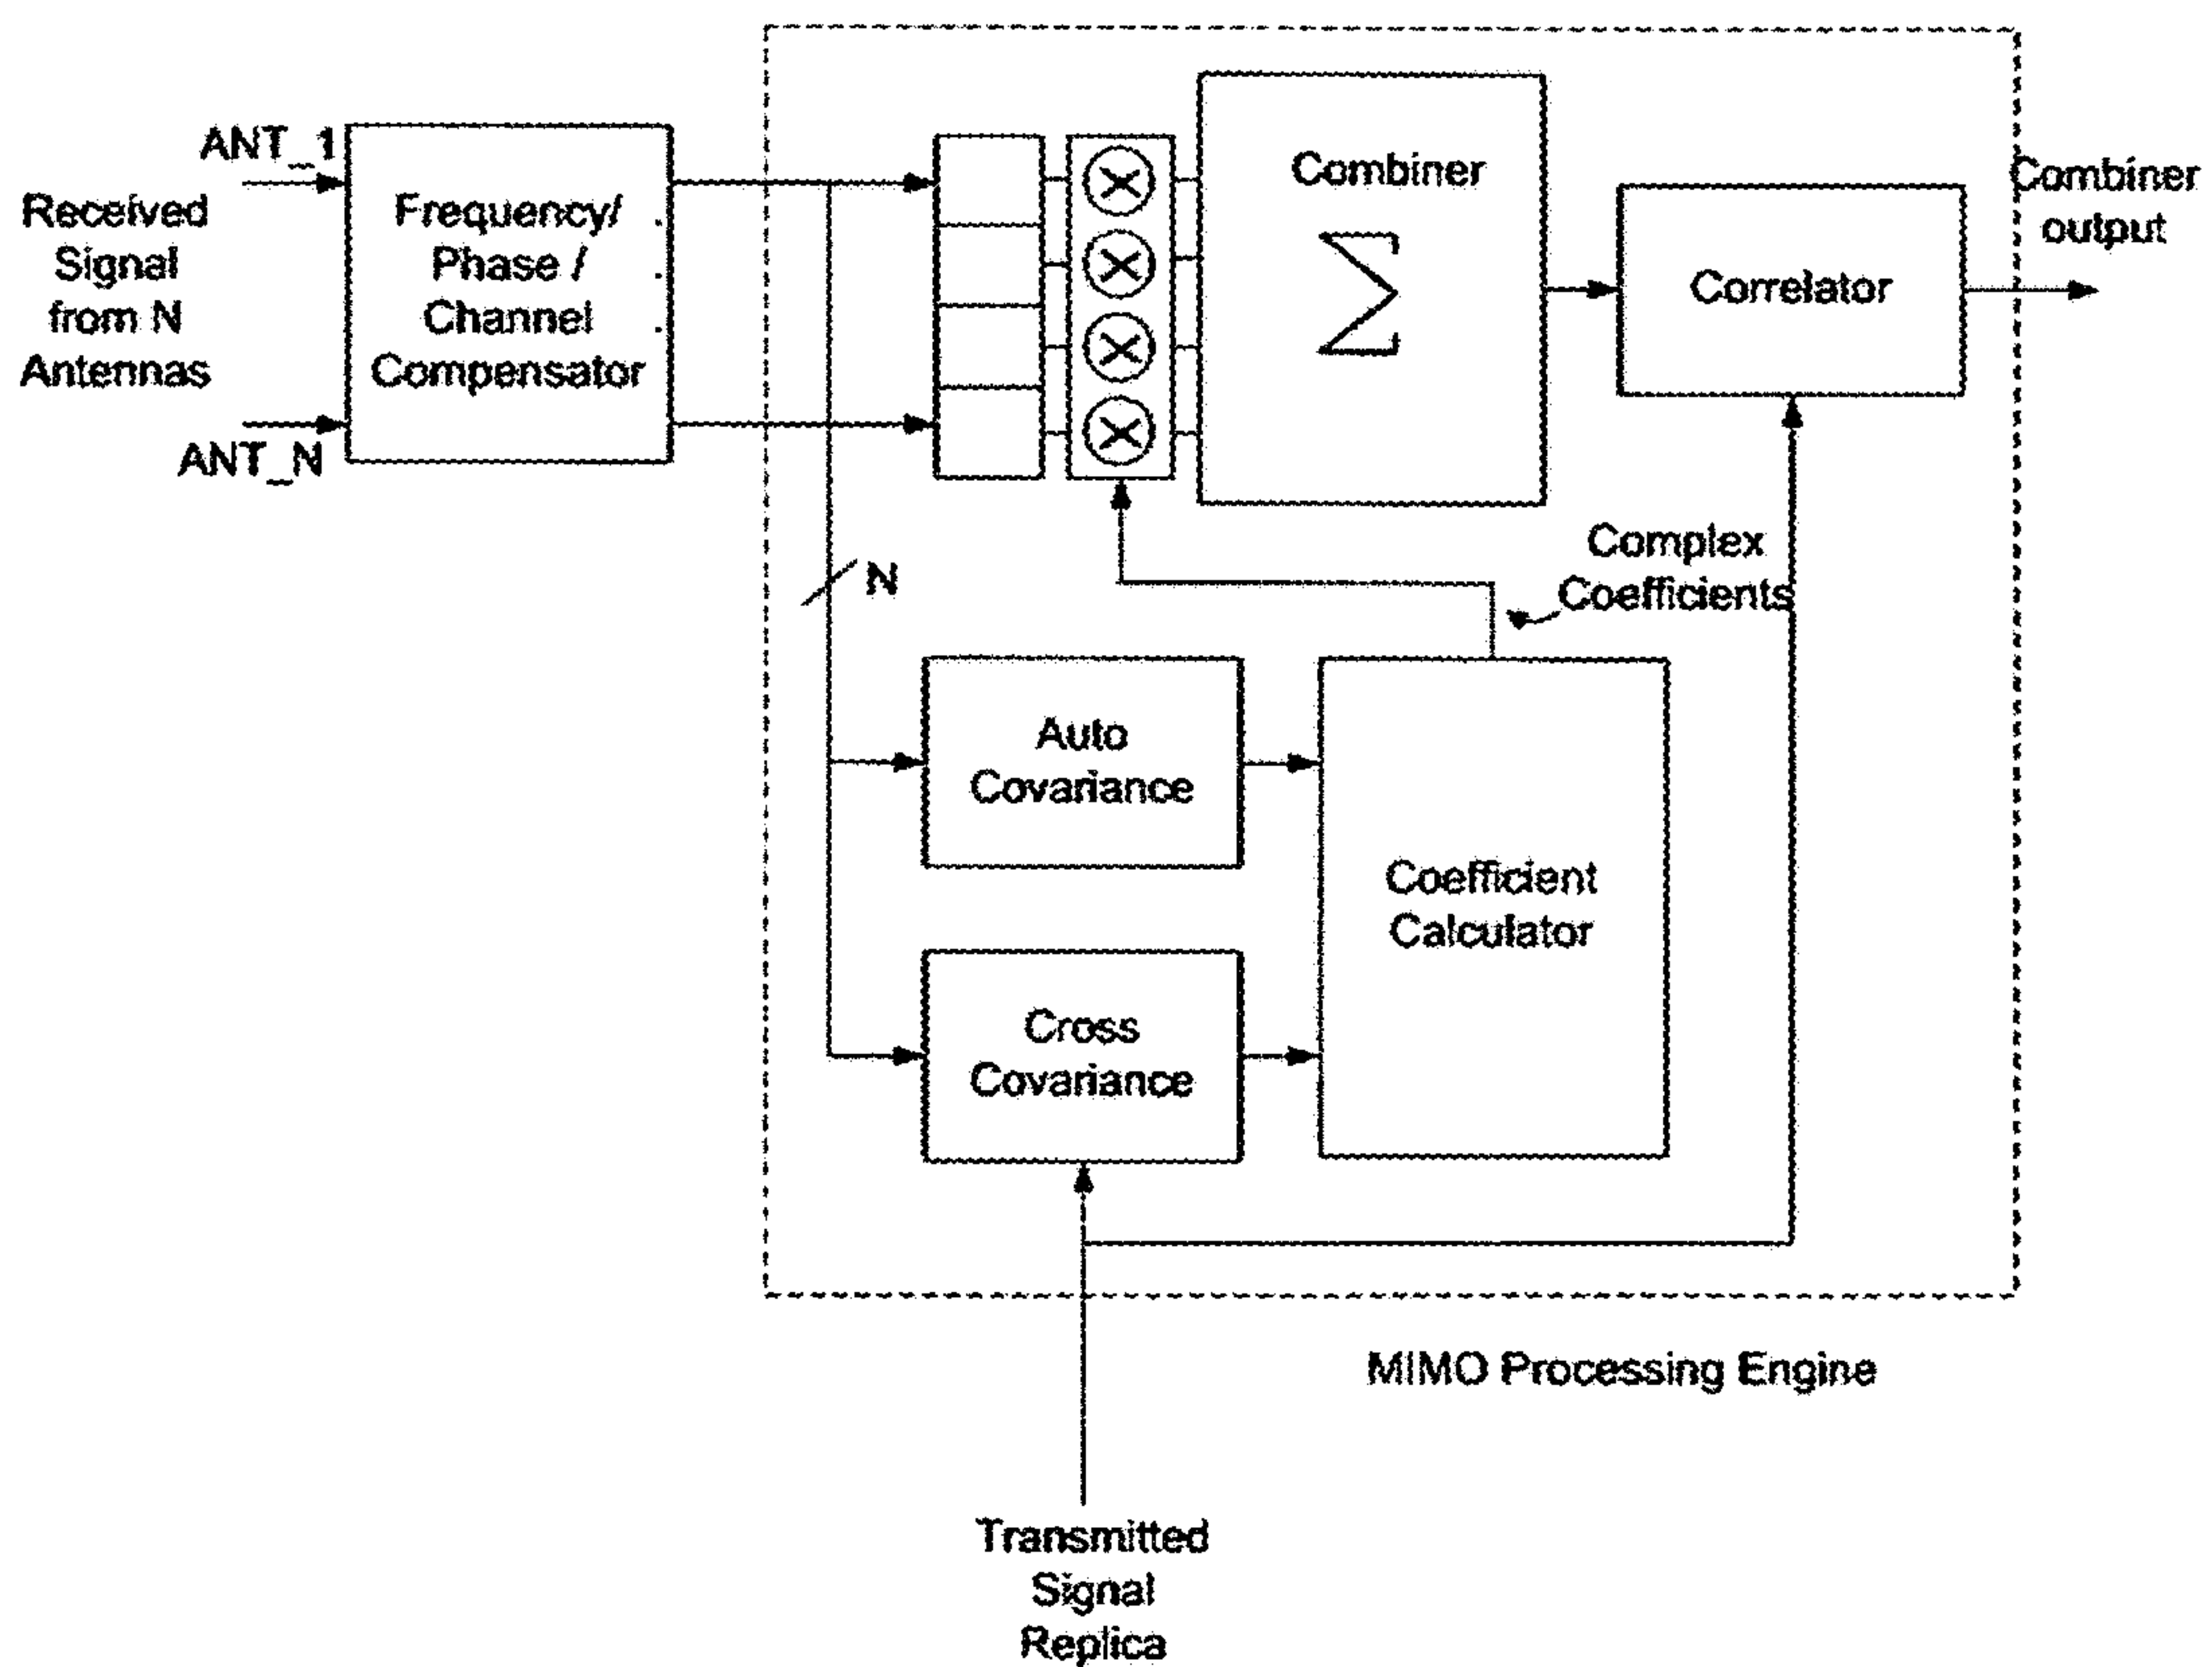 ANT_1
Received
Signal
from N
Antennas
ANT_N
Frequency/
Phase /
Channel
Compensator
Combiner
Σ
Correlator
Combiner
output
N
Complex
Coefficients
Auto
Covariance
Coefficient
Calculator
Cross
Covariance
MIMO Processing Engine
Transmitted
Signal
Replica